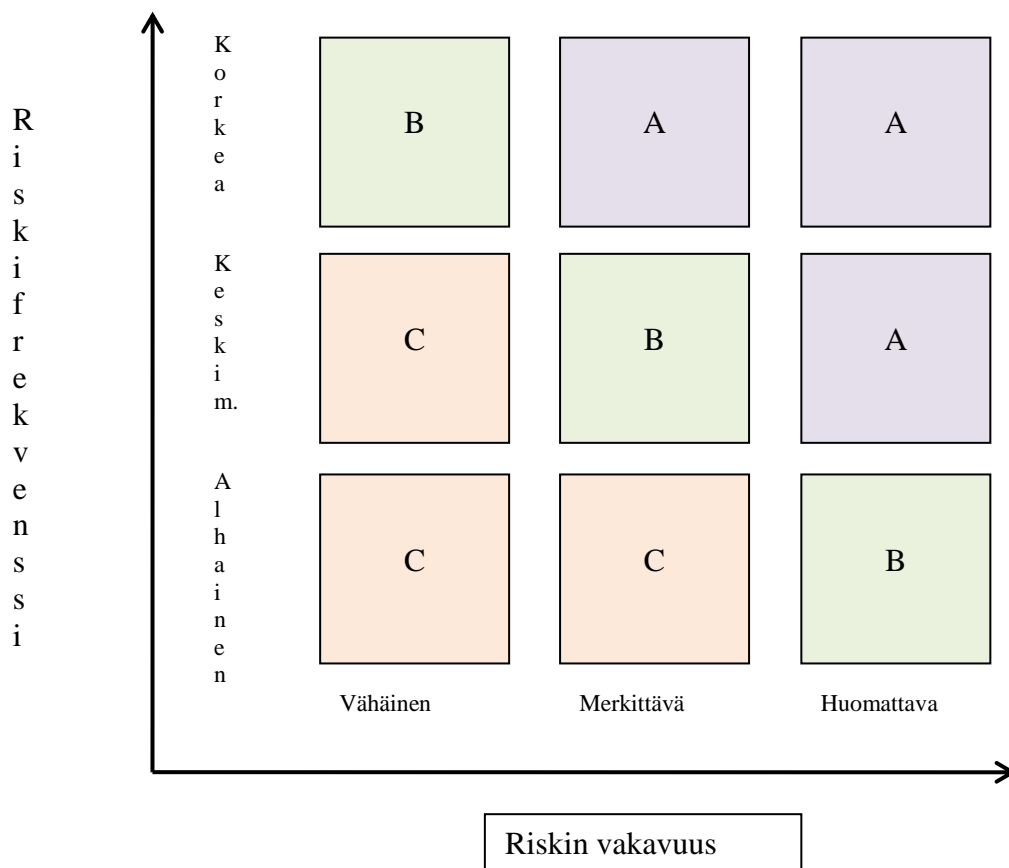 Riskifrekvenssi
Korkea
B
A
A
Keskim.
C
B
A
Alhainen
C
C
B
Vähäinen
Merkittävä
Huomattava
Riskin vakavuus